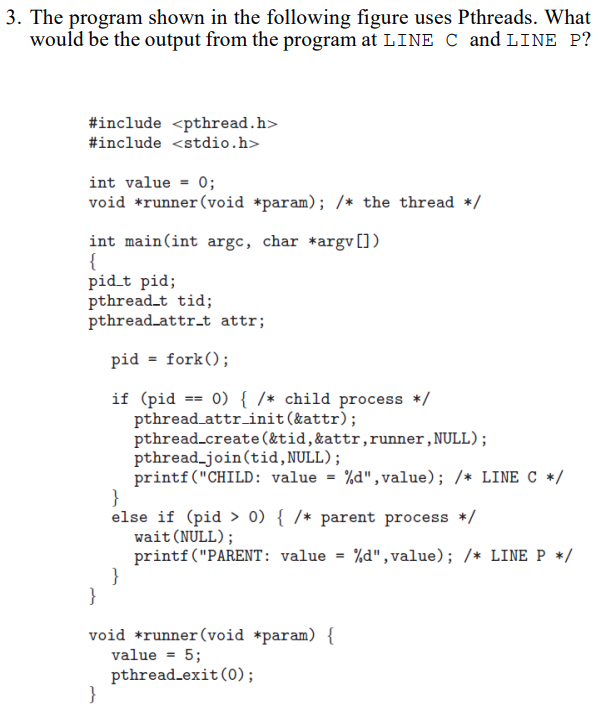 3. The program shown in the following figure uses Pthreads. What
would be the output from the program at LINE C and LINE P?
#include <pthread.h>
#include <stdio.h>
int value = 0;
void *runner(void *param); /* the thread */
int main(int argc, char *argv[])
{
pid_t pid;
pthread_t tid;
pthread_attr_t attr;
pid = fork();
if (pid == 0) { /* child process */
pthread_attr_init(&attr);
pthread_create(&tid,&attr,runner,NULL);
pthread_join(tid,NULL);
printf("CHILD: value = %d",value); /* LINE C */
}
else if (pid > 0) { /* parent process */
wait(NULL);
printf("PARENT: value = %d",value); /* LINE P */
}
}
void *runner(void *param) {
value = 5;
pthread_exit(0);
}